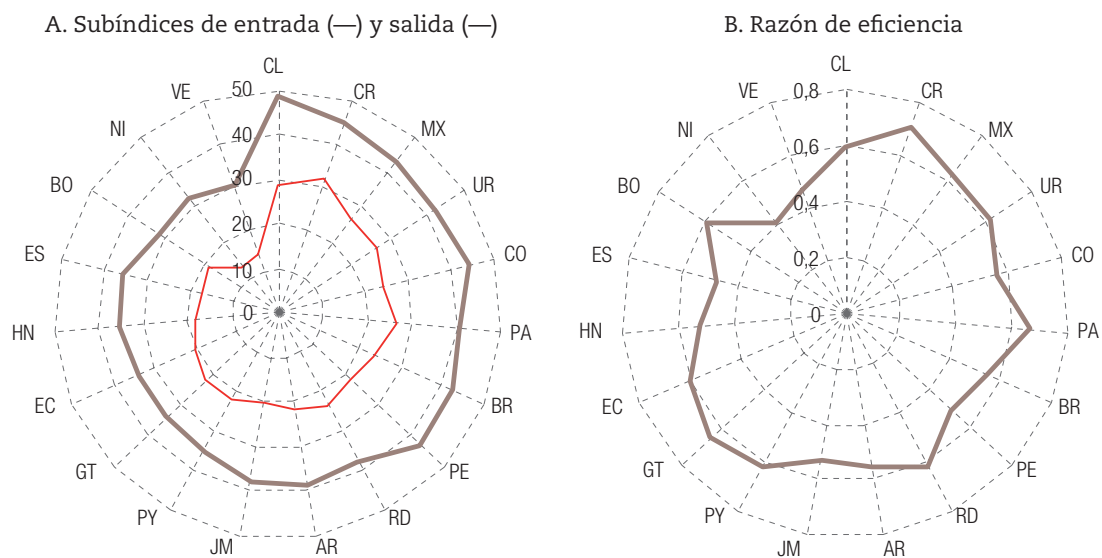 A. Subíndices de entrada (—) y salida (—)
CL
CR
MX
UR
CO
PA
BR
PE
RD
AR
JM
PY
GT
EC
HN
ES
BO
NI
VE
50
40
30
20
10
0
B. Razón de eficiencia
CL
CR
MX
UR
CO
PA
BR
PE
RD
AR
JM
PY
GT
EC
HN
ES
BO
NI
VE
0,8
0,6
0,4
0,2
0